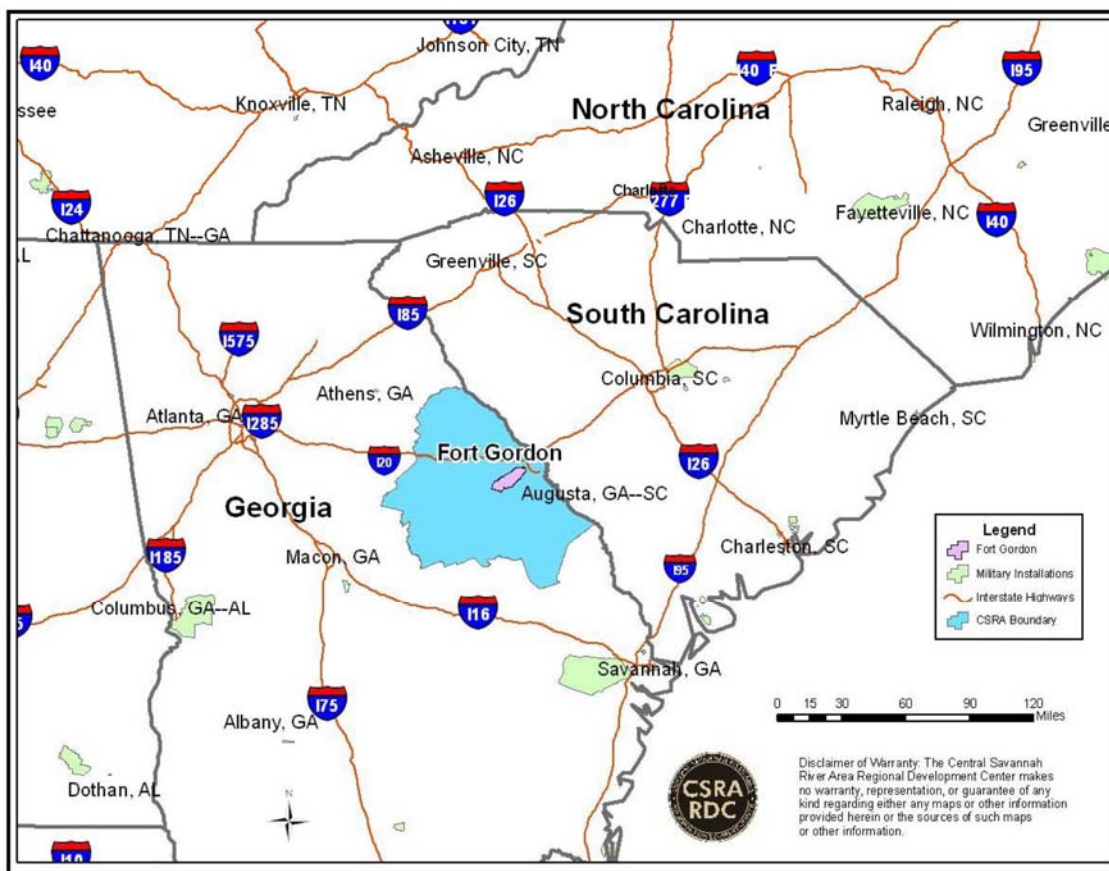 I40
Johnson City, TN
I40
I95
Knoxville, TN
North Carolina
Raleigh, NC
ssee
Greenville
Asheville, NC
I24
I26
Charlotte
277
Charlotte, NC
Fayetteville, NC
I40
Chattanooga, TN--GA
Greenville, SC
I85
South Carolina
I575
Wilmington, NC
Columbia, SC
Athens, GA
Atlanta, GA
I285
Myrtle Beach, SC
Fort Gordon
I20
I26
Augusta, GA--SC
Georgia
I185
Macon, GA
Charleston, SC
I95
Columbus, GA--AL
I16
Savannah, GA
I75
Albany, GA
Dothan, AL
N
I10
Legend
Fort Gordon
Military Installations
Interstate Highways
CSRA Boundary
0 15 30 60 90 120
Miles
CSRA
RDC
Disclaimer of Warranty: The Central Savannah
River Area Regional Development Center makes
no warranty, representation, or guarantee of any
kind regarding either any maps or other information
provided herein or the sources of such maps
or other information.